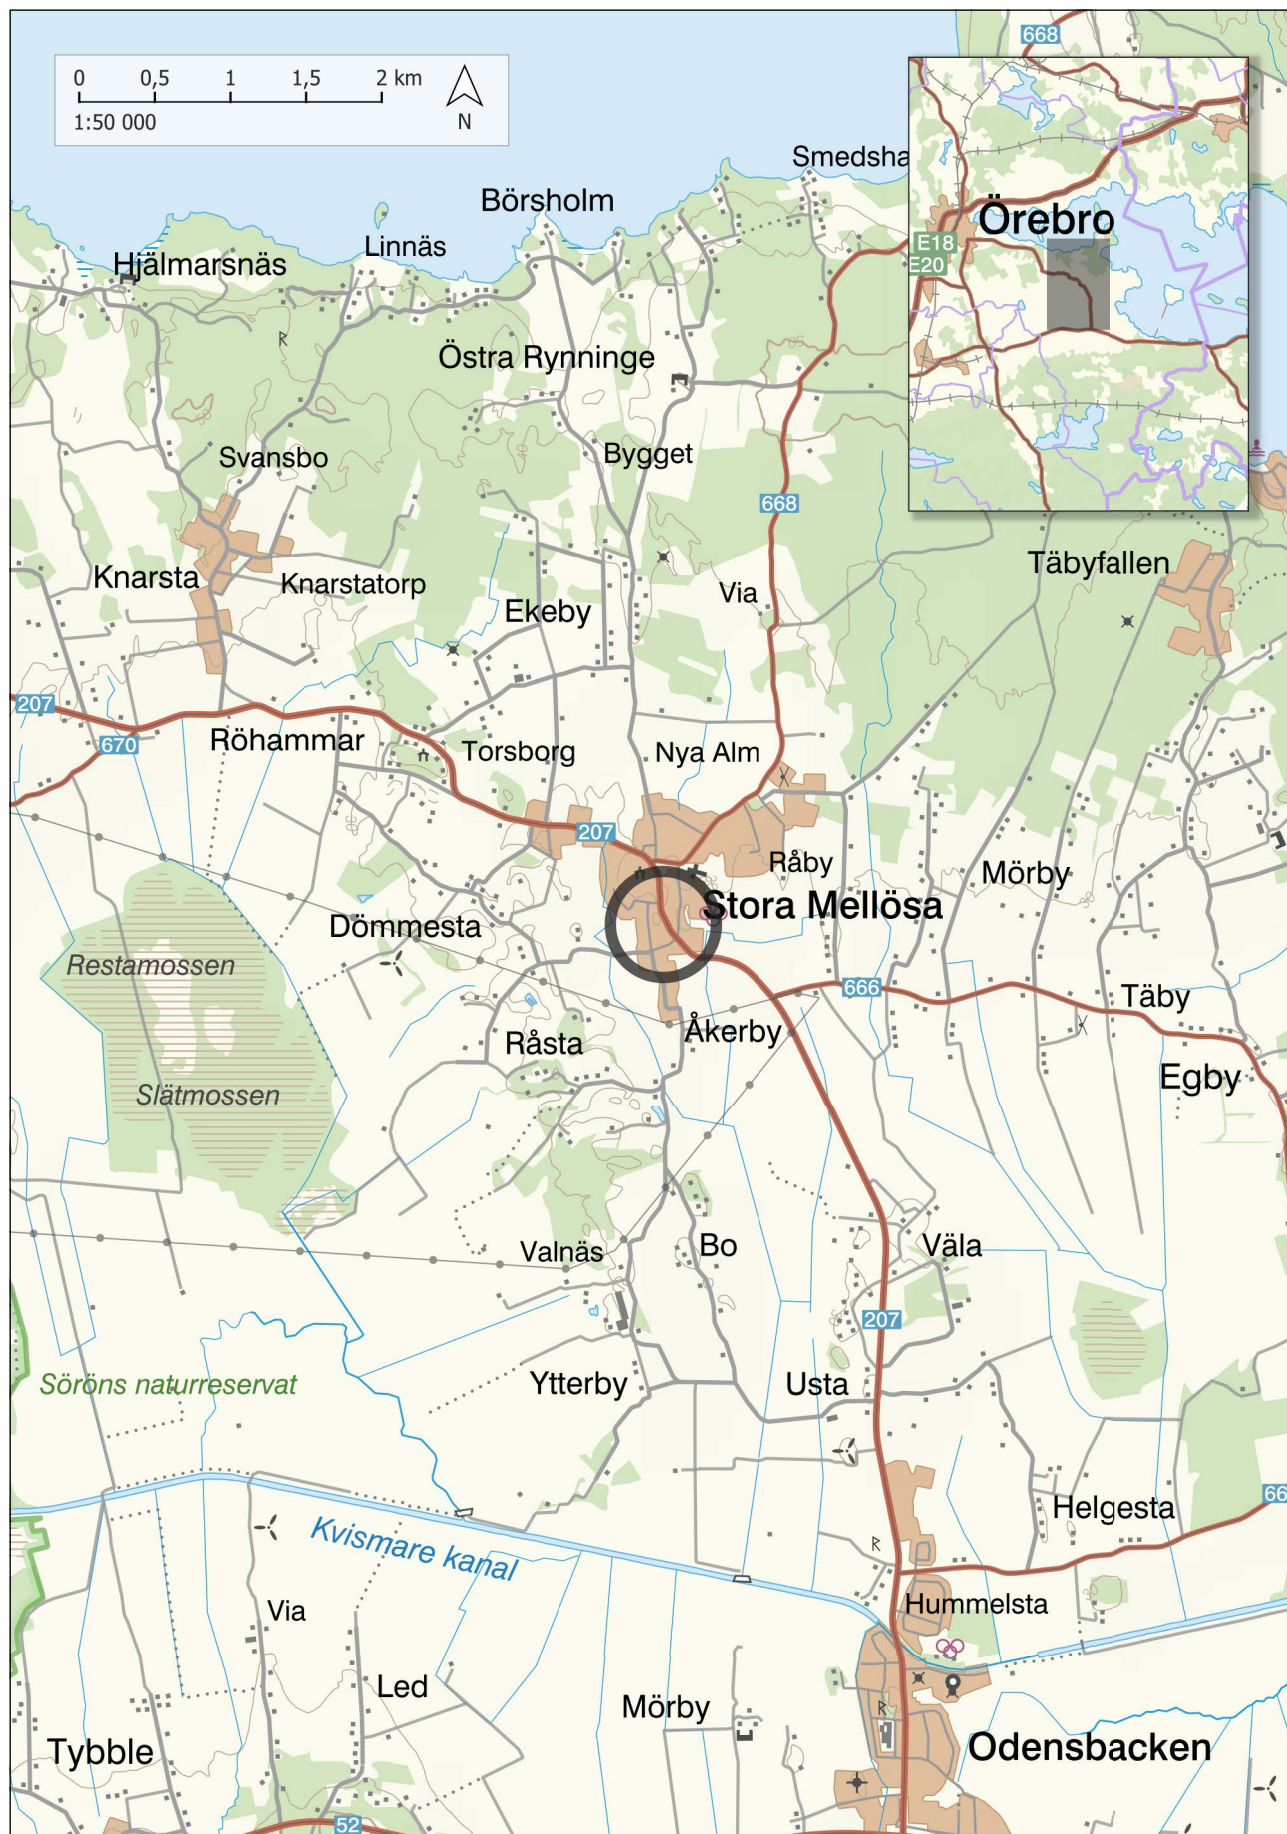 668
0 0,5 1 1,5 2 km
1:50 000
N
Smedsha
Börsholm
Örebro
Linnäs
E18
E20
Hjälmarsnäs
Östra Rynninge
Svansbo
Bygget
668
Täbyfallen
Knarsta
Knarstatorp
Via
Ekeby
207
670
Röhammar
Torsborg
Nya Alm
207
Råby
Mörby
Stora Mellösa
Dömmesta
Restamossen
666
Täby
Åkerby
Råsta
Egby
Slätmossen
Valnäs
Bo
Väla
207
Söröns naturreservat
Ytterby
Usta
66
Helgesta
Kvismare kanal
Via
Hummelsta
Led
Mörby
Tybble
Odensbacken
52